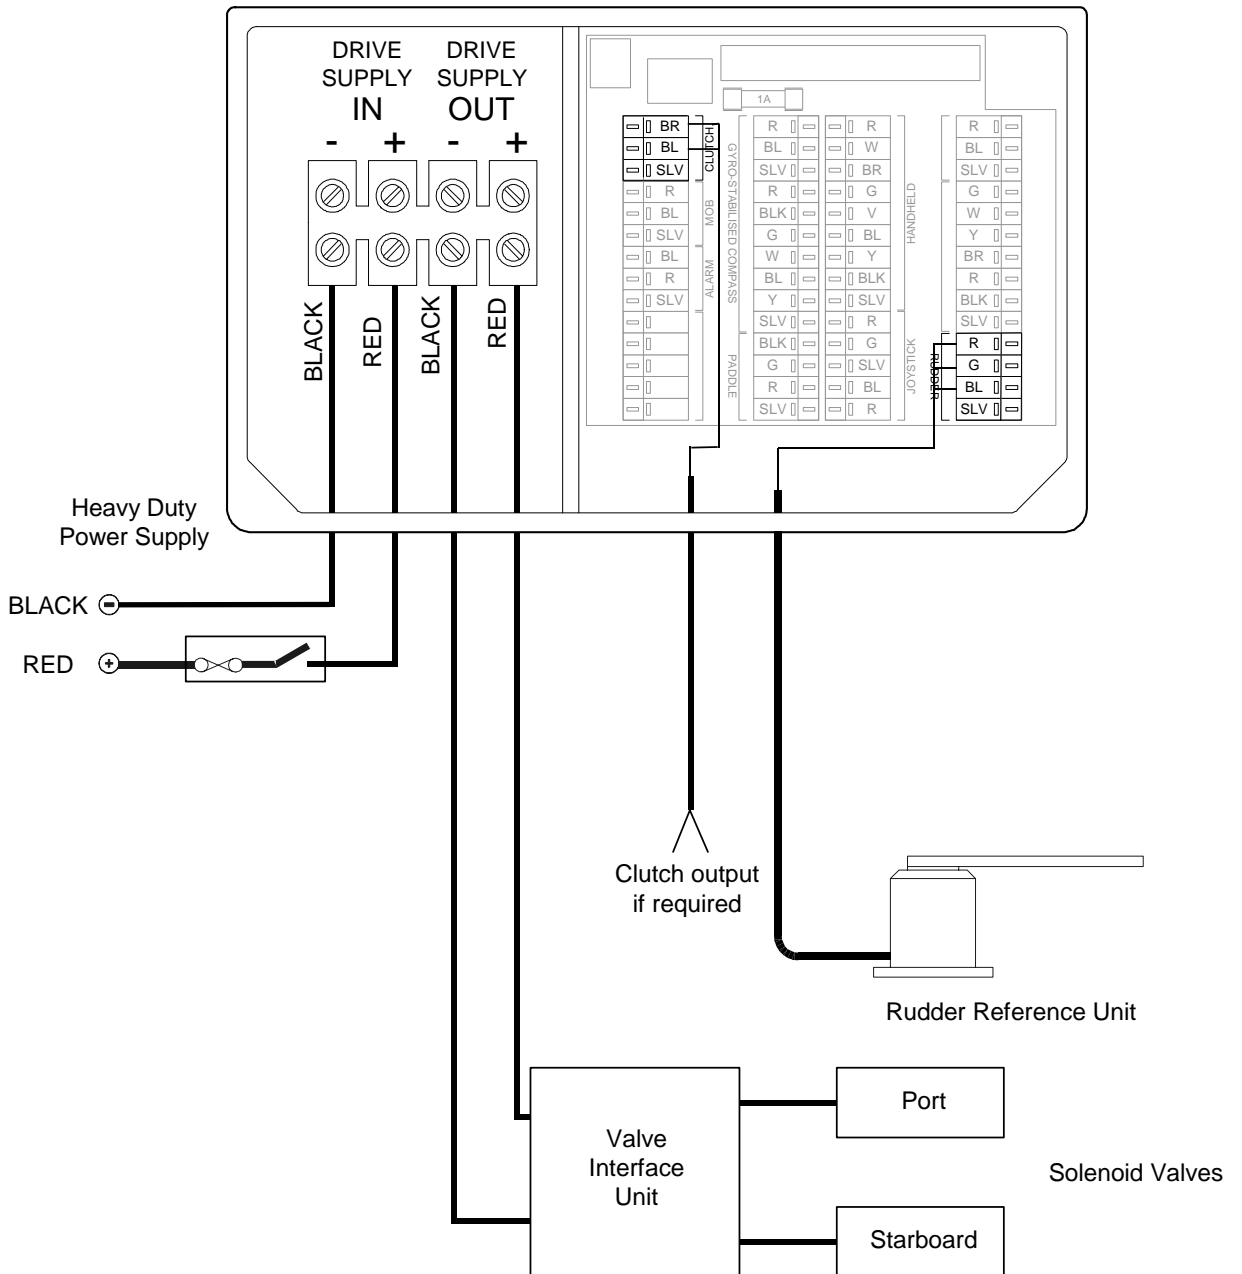 DRIVE
SUPPLY
IN
DRIVE
SUPPLY
OUT
- + - +
BLACK
RED
BLACK
RED
1A
BR
BL
SLV
R
BL
SLV
BL
R
SLV
CLUTCH
MOB
ALARM
GYRO-STABILISED COMPASS
PADDLE
R
BL
SLV
R
BLK
G
W
BL
Y
SLV
BLK
G
R
SLV
R
W
BR
G
V
BL
Y
BLK
SLV
R
G
SLV
BL
R
HANDHELD
JOYSTICK
RUDDER
R
BL
SLV
G
W
Y
BR
R
BLK
SLV
R
G
BL
SLV
Heavy Duty
Power Supply
BLACK -
RED +
Clutch output
if required
Rudder Reference Unit
Valve
Interface
Unit
Port
Solenoid Valves
Starboard